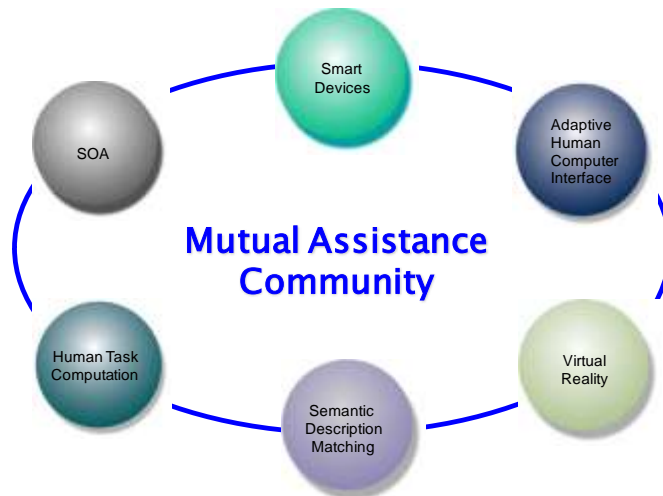 Smart
Devices
SOA
Adaptive
Human
Computer
Interface
Mutual Assistance
Community
Human Task
Computation
Virtual
Reality
Semantic
Description
Matching